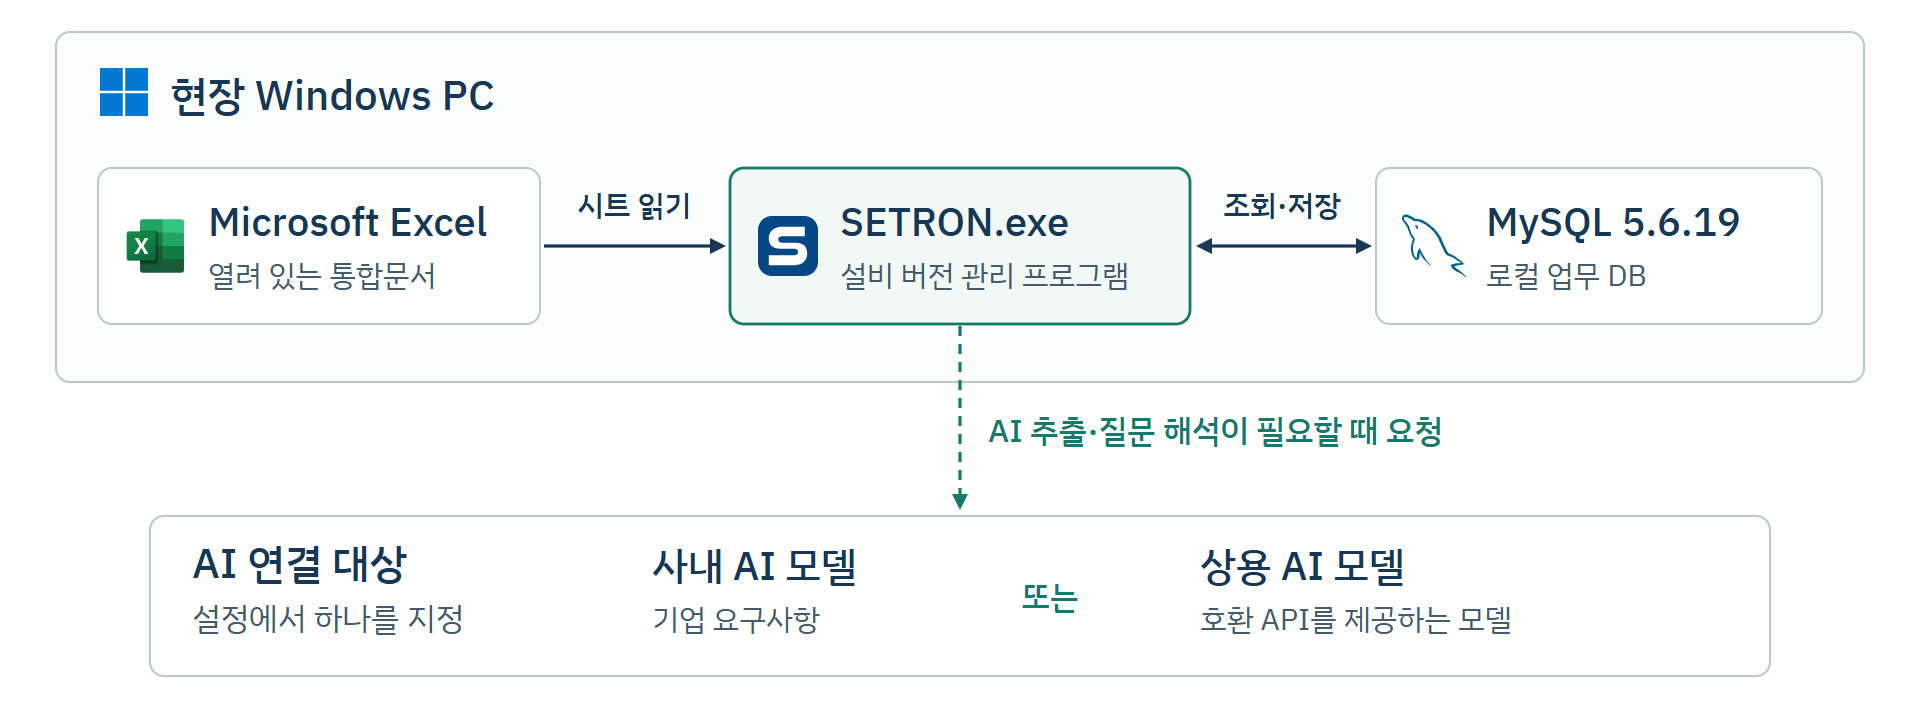 현장 Windows PC
X
Microsoft Excel
열려 있는 통합문서
시트 읽기
S
SETRON.exe
설비 버전 관리 프로그램
조회·저장
MySQL 5.6.19
로컬 업무 DB
AI 추출·질문 해석이 필요할 때 요청
AI 연결 대상
설정에서 하나를 지정
사내 AI 모델
기업 요구사항
또는
상용 AI 모델
호환 API를 제공하는 모델